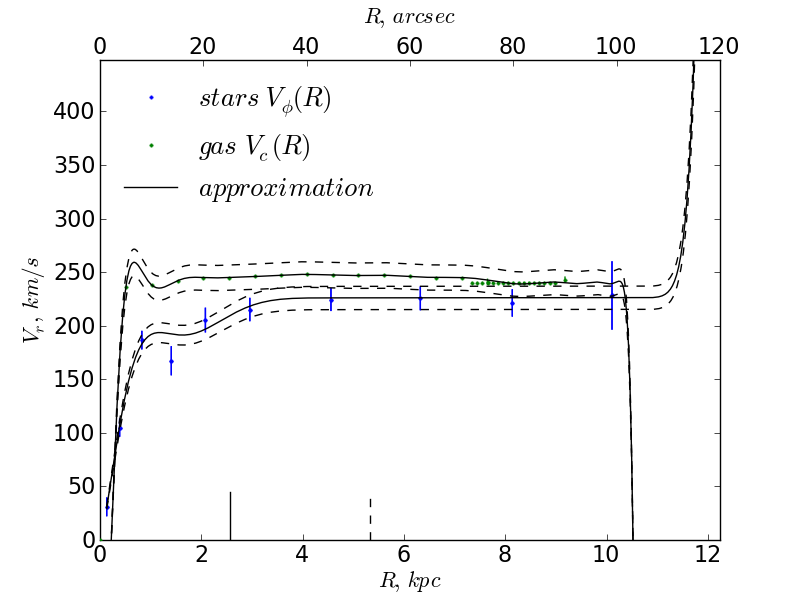 R, arcsec
0 20 40 60 80 100 120
400
350
300
250
200
150
100
50
0
V_r, km/s
stars V_φ(R)
gas V_c(R)
approximation
0 2 4 6 8 10 12
R, kpc